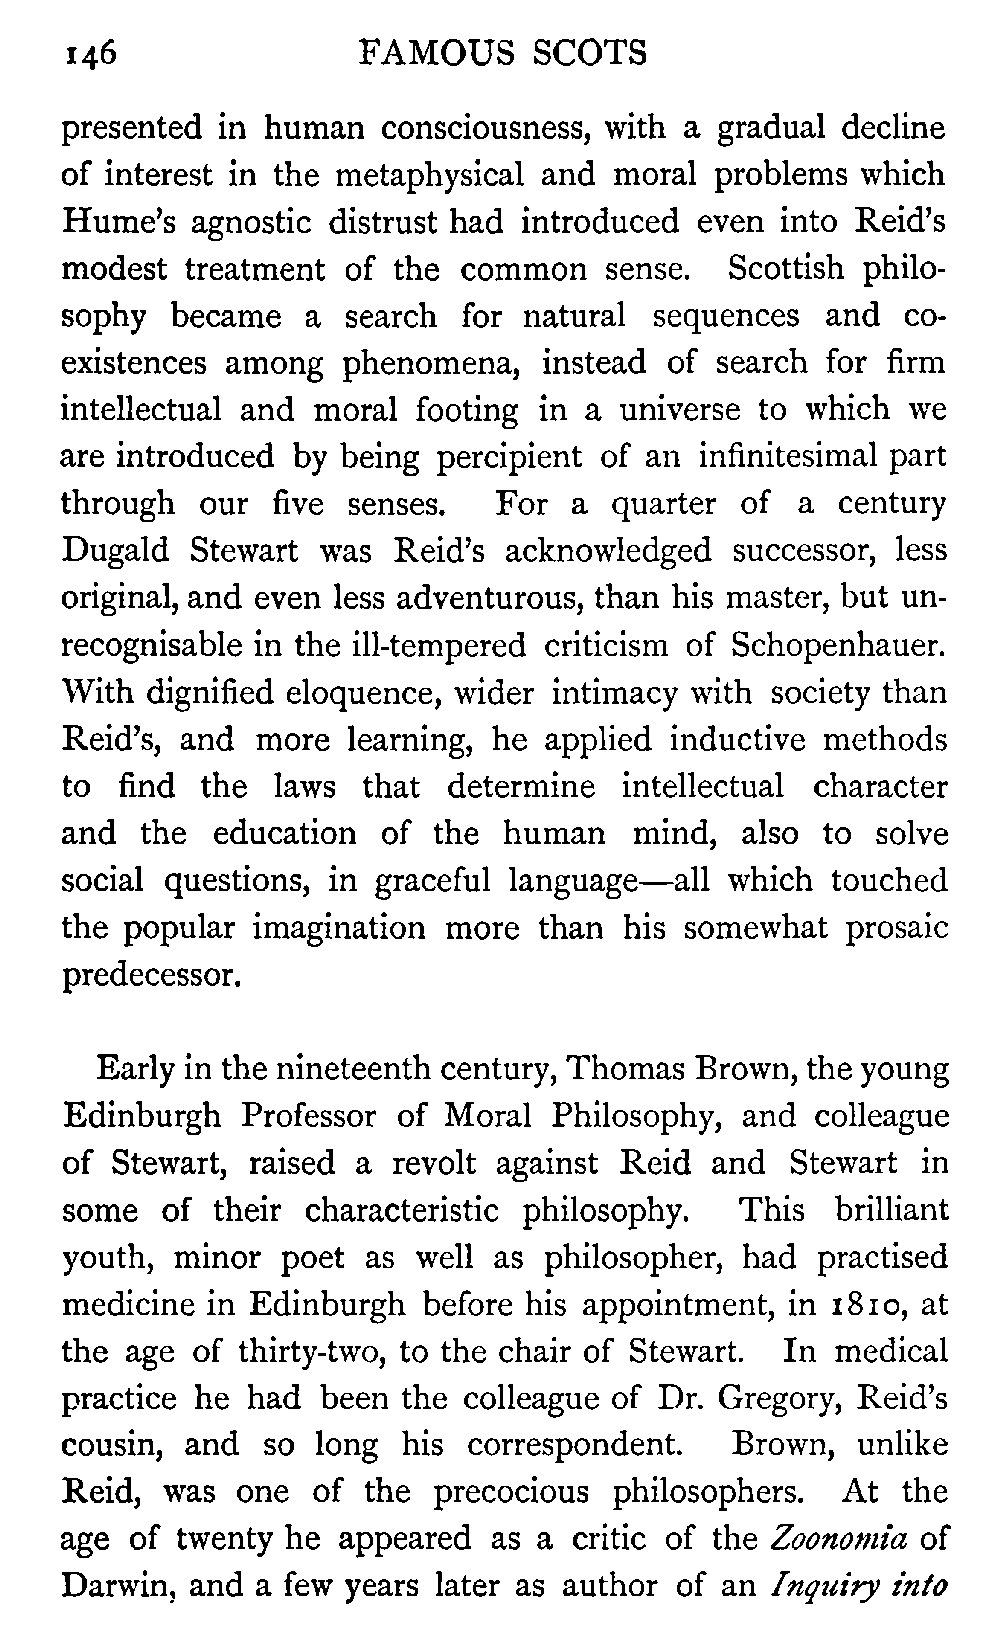 146 FAMOUS SCOTS
presented in human consciousness, with a gradual decline
of interest in the metaphysical and moral problems which
Hume's agnostic distrust had introduced even into Reid's
modest treatment of the common sense. Scottish philo-
sophy became a search for natural sequences and co-
existences among phenomena, instead of search for firm
intellectual and moral footing in a universe to which we
are introduced by being percipient of an infinitesimal part
through our five senses. For a quarter of a century
Dugald Stewart was Reid's acknowledged successor, less
original, and even less adventurous, than his master, but un-
recognisable in the ill-tempered criticism of Schopenhauer.
With dignified eloquence, wider intimacy with society than
Reid's, and more learning, he applied inductive methods
to find the laws that determine intellectual character
and the education of the human mind, also to solve
social questions, in graceful language—all which touched
the popular imagination more than his somewhat prosaic
predecessor.
Early in the nineteenth century, Thomas Brown, the young
Edinburgh Professor of Moral Philosophy, and colleague
of Stewart, raised a revolt against Reid and Stewart in
some of their characteristic philosophy. This brilliant
youth, minor poet as well as philosopher, had practised
medicine in Edinburgh before his appointment, in 1810, at
the age of thirty-two, to the chair of Stewart. In medical
practice he had been the colleague of Dr. Gregory, Reid's
cousin, and so long his correspondent. Brown, unlike
Reid, was one of the precocious philosophers. At the
age of twenty he appeared as a critic of the Zoonomia of
Darwin, and a few years later as author of an Inquiry into